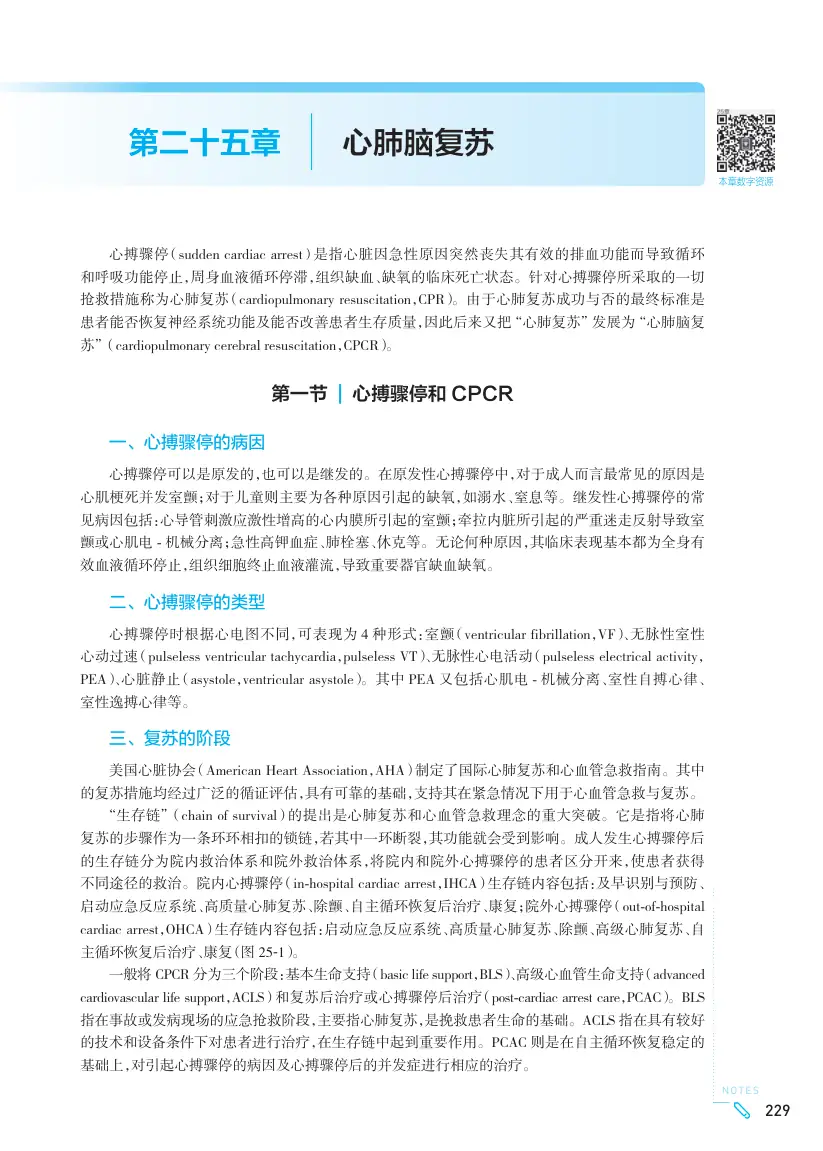 第二十五章 心肺脑复苏
本章数字资源
心搏骤停（sudden cardiac arrest）是指心脏因急性原因突然丧失其有效的排血功能而导致循环
和呼吸功能停止，周身血液循环停滞，组织缺血、缺氧的临床死亡状态。针对心搏骤停所采取的一切
抢救措施称为心肺复苏（cardiopulmonary resuscitation，CPR）。由于心肺复苏成功与否的最终标准是
患者能否恢复神经系统功能及能否改善患者生存质量，因此后来又把“心肺复苏”发展为“心肺脑复
苏”（cardiopulmonary cerebral resuscitation，CPCR）。
第一节 | 心搏骤停和 CPCR
一、心搏骤停的病因
心搏骤停可以是原发的，也可以是继发的。在原发性心搏骤停中，对于成人而言最常见的原因是
心肌梗死并发室颤；对于儿童则主要为各种原因引起的缺氧，如溺水、窒息等。继发性心搏骤停的常
见病因包括：心导管刺激应激性增高的心内膜所引起的室颤；牵拉内脏所引起的严重迷走反射导致室
颤或心肌电 - 机械分离；急性高钾血症、肺栓塞、休克等。无论何种原因，其临床表现基本都为全身有
效血液循环停止，组织细胞终止血液灌流，导致重要器官缺血缺氧。
二、心搏骤停的类型
心搏骤停时根据心电图不同，可表现为 4 种形式：室颤（ventricular fibrillation，VF）、无脉性室性
心动过速（pulseless ventricular tachycardia，pulseless VT）、无脉性心电活动（pulseless electrical activity，
PEA）、心脏静止（asystole，ventricular asystole）。其中 PEA 又包括心肌电 - 机械分离、室性自搏心律、
室性逸搏心律等。
三、复苏的阶段
美国心脏协会（American Heart Association，AHA）制定了国际心肺复苏和心血管急救指南。其中
的复苏措施均经过广泛的循证评估，具有可靠的基础，支持其在紧急情况下用于心血管急救与复苏。
“生存链”（chain of survival）的提出是心肺复苏和心血管急救理念的重大突破。它是指将心肺
复苏的步骤作为一条环环相扣的锁链，若其中一环断裂，其功能就会受到影响。成人发生心搏骤停后
的生存链分为院内救治体系和院外救治体系，将院内和院外心搏骤停的患者区分开来，使患者获得
不同途径的救治。院内心搏骤停（in-hospital cardiac arrest，IHCA）生存链内容包括：及早识别与预防、
启动应急反应系统、高质量心肺复苏、除颤、自主循环恢复后治疗、康复；院外心搏骤停（out-of-hospital
cardiac arrest，OHCA）生存链内容包括：启动应急反应系统、高质量心肺复苏、除颤、高级心肺复苏、自
主循环恢复后治疗、康复（图 25-1）。
一般将 CPCR 分为三个阶段：基本生命支持（basic life support，BLS）、高级心血管生命支持（advanced
cardiovascular life support，ACLS）和复苏后治疗或心搏骤停后治疗（post-cardiac arrest care，PCAC）。BLS
指在事故或发病现场的应急抢救阶段，主要指心肺复苏，是挽救患者生命的基础。ACLS 指在具有较好
的技术和设备条件下对患者进行治疗，在生存链中起到重要作用。PCAC 则是在自主循环恢复稳定的
基础上，对引起心搏骤停的病因及心搏骤停后的并发症进行相应的治疗。
NOTES
229